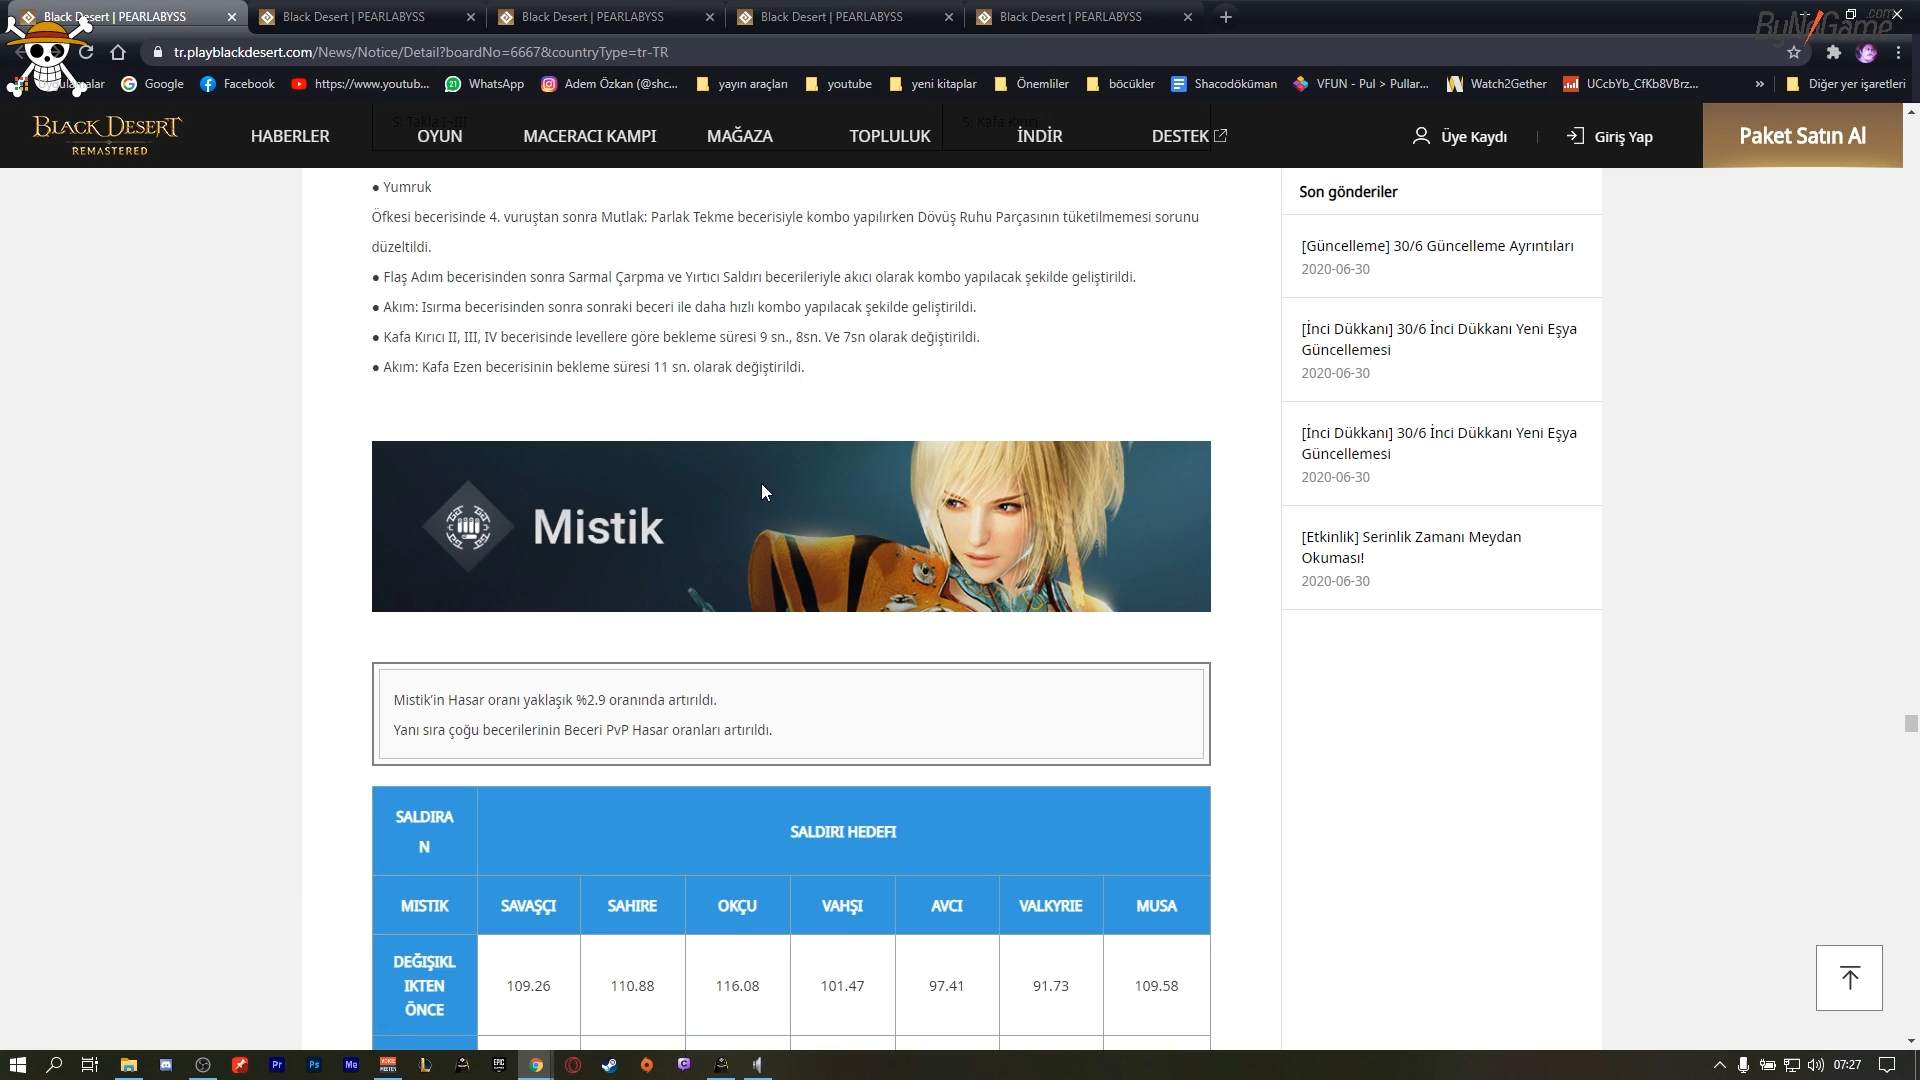 Black Desert | PEARLABYSS
Black Desert | PEARLABYSS
Black Desert | PEARLABYSS
Black Desert | PEARLABYSS
Black Desert | PEARLABYSS
ByNoGame.com
tr.playblackdesert.com/News/Notice/Detail?boardNo=6667&countryType=tr-TR
Google
Facebook
https://www.youtub...
WhatsApp
Adem Özkan (@shc...
yayın araçları
youtube
yeni kitaplar
Önemliler
böcükler
Shacodöküman
VFUN - Pul > Pullar...
Watch2Gether
UCcbYb_CfKb8VBrz...
»
Diğer yer işaretleri
BLACK DESERT
REMASTERED
HABERLER
OYUN
MACERACI KAMPI
MAĞAZA
TOPLULUK
İNDİR
DESTEK
Üye Kaydı
Giriş Yap
Paket Satın Al
S: Takla I~III
S: Kafa Kırıcı
● Yumruk
Öfkesi becerisinde 4. vuruştan sonra Mutlak: Parlak Tekme becerisiyle kombo yapılırken Dövüş Ruhu Parçasının tüketilmemesi sorunu
düzeltildi.
● Flaş Adım becerisinden sonra Sarmal Çarpma ve Yırtıcı Saldırı becerileriyle akıcı olarak kombo yapılacak şekilde geliştirildi.
● Akım: Isırma becerisinden sonra sonraki beceri ile daha hızlı kombo yapılacak şekilde geliştirildi.
● Kafa Kırıcı II, III, IV becerisinde levellere göre bekleme süresi 9 sn., 8sn. Ve 7sn olarak değiştirildi.
● Akım: Kafa Ezen becerisinin bekleme süresi 11 sn. olarak değiştirildi.
Mistik
Mistik’in Hasar oranı yaklaşık %2.9 oranında artırıldı.
Yanı sıra çoğu becerilerinin Beceri PvP Hasar oranları artırıldı.
SALDIRA
N
SALDIRI HEDEFI
MISTIK
SAVAŞÇI
SAHIRE
OKÇU
VAHŞI
AVCI
VALKYRIE
MUSA
DEĞIŞIKL
IKTEN
ÖNCE
109.26
110.88
116.08
101.47
97.41
91.73
109.58
Son gönderiler
[Güncelleme] 30/6 Güncelleme Ayrıntıları
2020-06-30
[İnci Dükkanı] 30/6 İnci Dükkanı Yeni Eşya
Güncellemesi
2020-06-30
[İnci Dükkanı] 30/6 İnci Dükkanı Yeni Eşya
Güncellemesi
2020-06-30
[Etkinlik] Serinlik Zamanı Meydan
Okuması!
2020-06-30
Pr
Ps
Me
EPIC
07:27